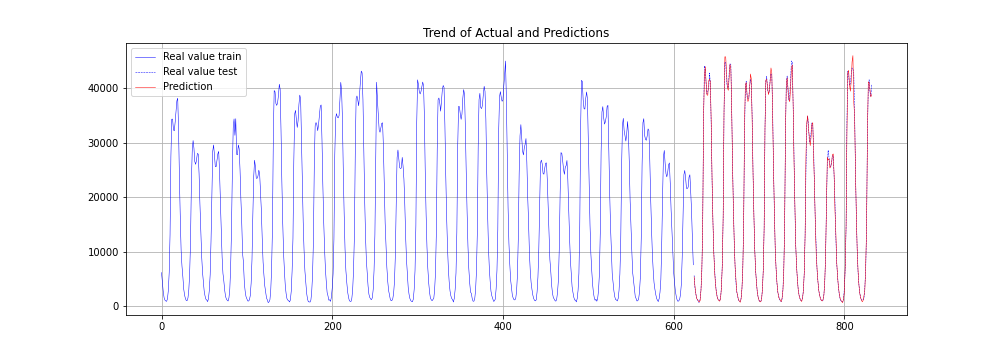 Trend of Actual and Predictions
Real value train
Real value test
Prediction
40000
30000
20000
10000
0
0 200 400 600 800